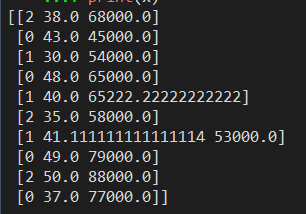 print(x)
[[2 38.0 68000.0]
[0 43.0 45000.0]
[1 30.0 54000.0]
[0 48.0 65000.0]
[1 40.0 65222.22222222222]
[2 35.0 58000.0]
[1 41.111111111111114 53000.0]
[0 49.0 79000.0]
[2 50.0 88000.0]
[0 37.0 77000.0]]